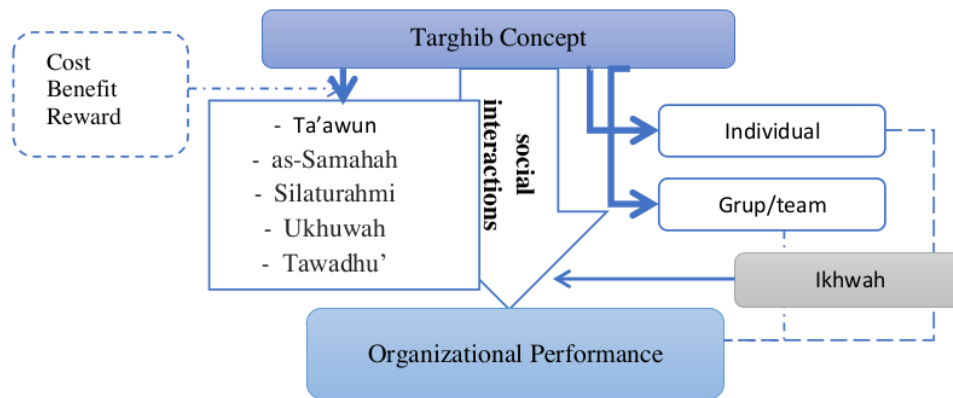 Targhib Concept
Cost
Benefit
Reward
- Ta’awun
- as-Samahah
- Silaturahmi
- Ukhuwah
- Tawadhu’
social
interactions
Individual
Grup/team
Ikhwah
Organizational Performance